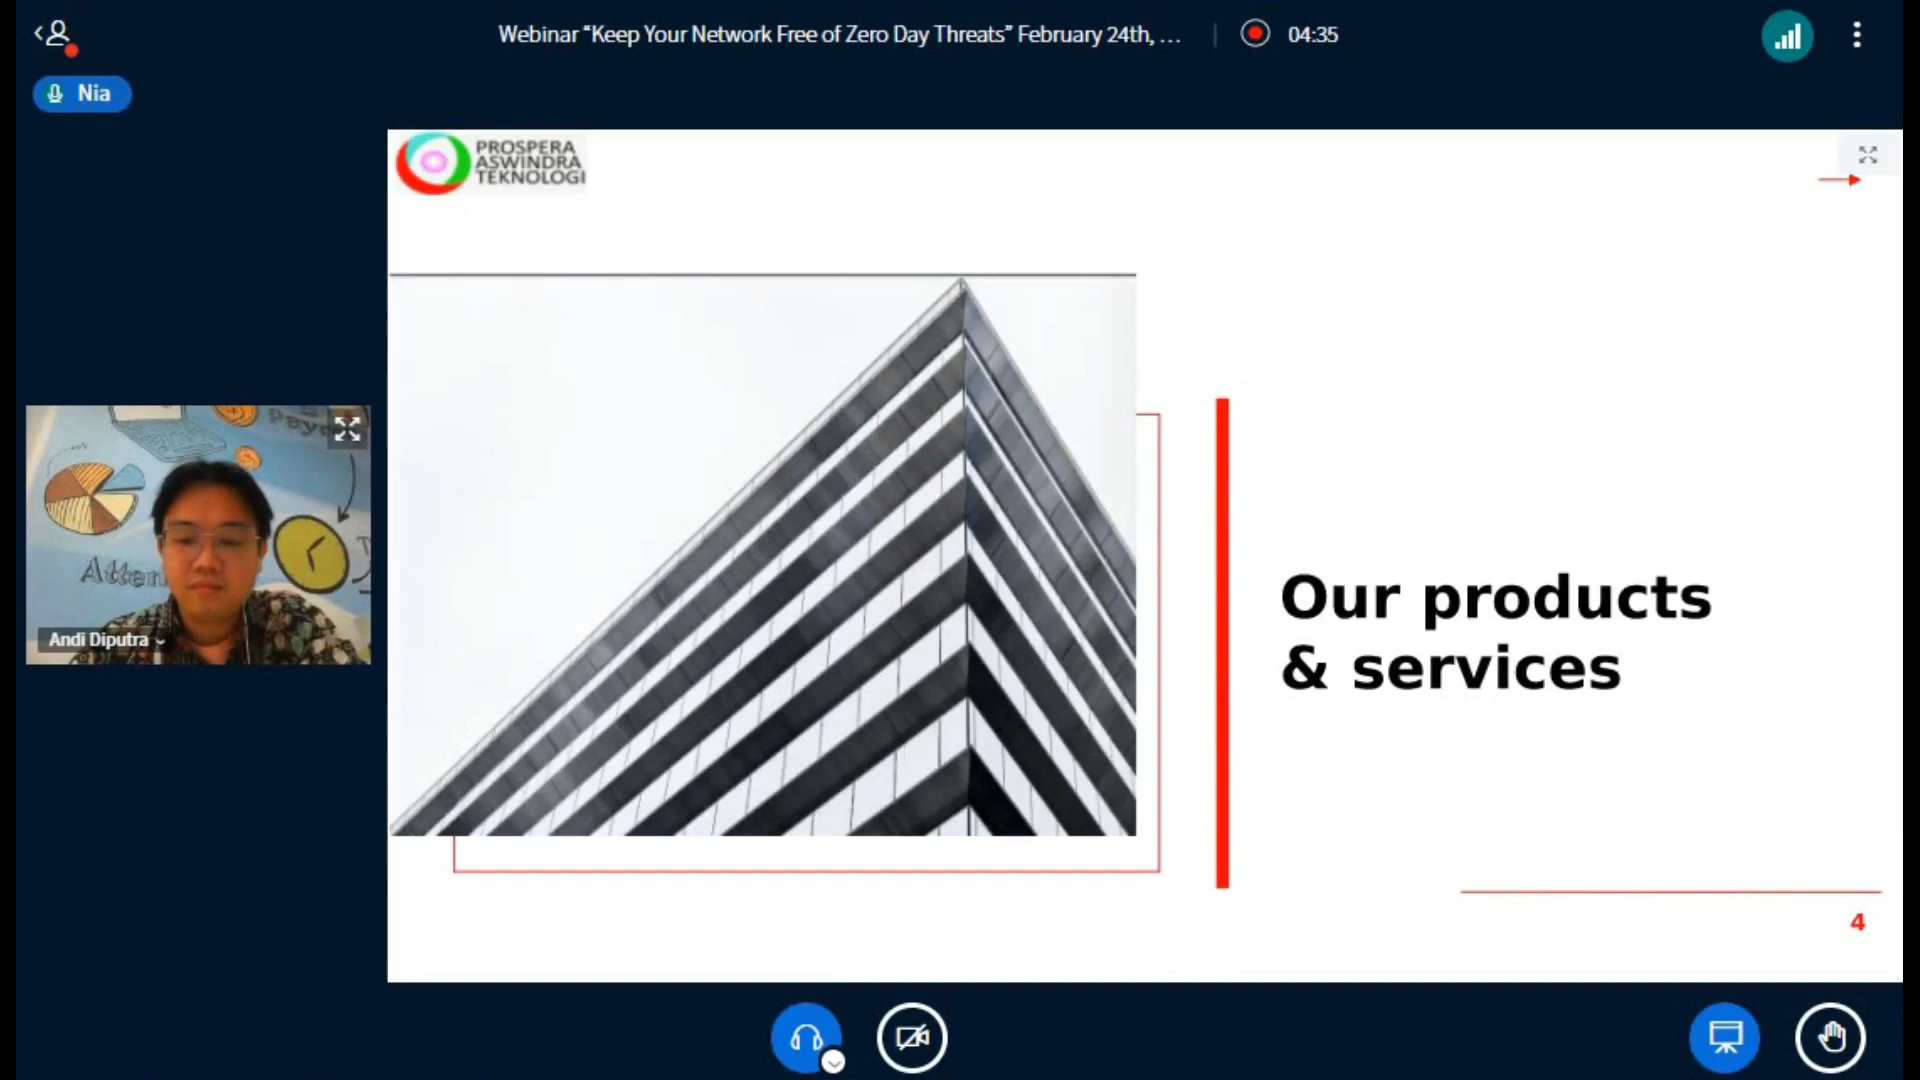 Webinar “Keep Your Network Free of Zero Day Threats” February 24th, …
04:35
Nia
PROSPERA
ASWINDRA
TEKNOLOGI
Andi Diputra
Our products
& services
4